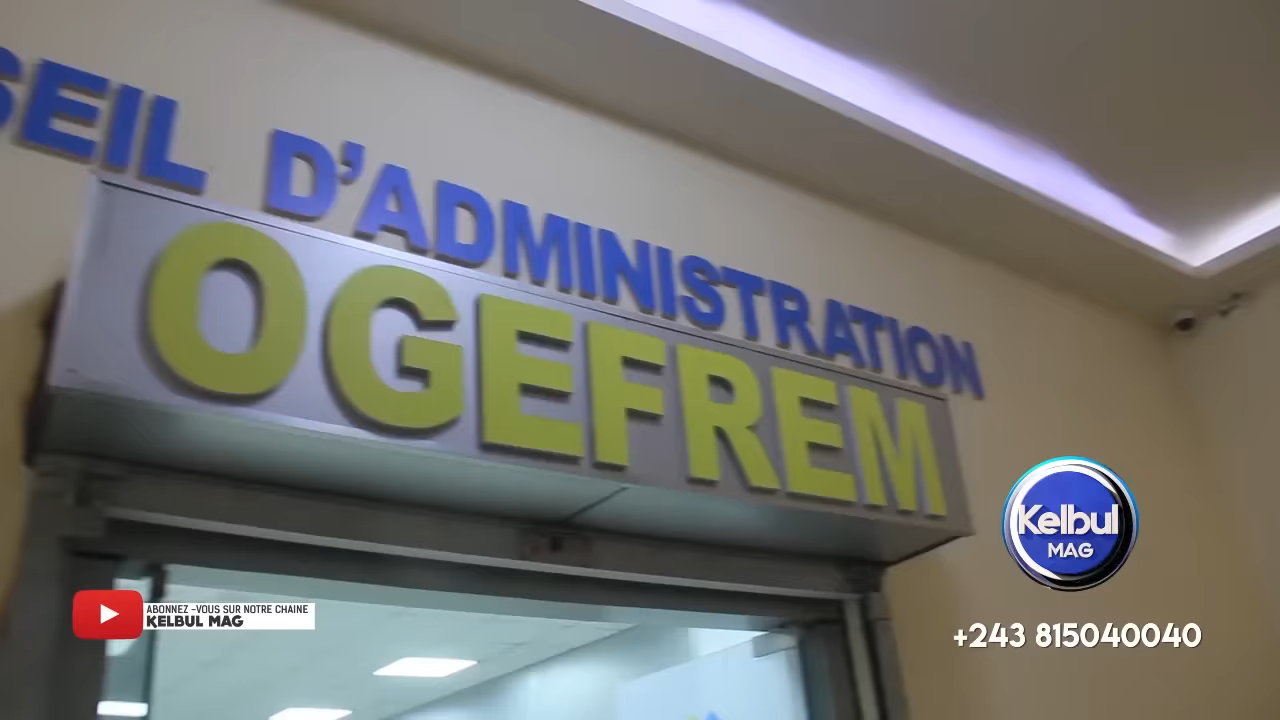 SEIL D'ADMINISTRATION
OGEFREM
Kelbul
MAG
ABONNEZ -VOUS SUR NOTRE CHAINE
KELBUL MAG
+243 815040040